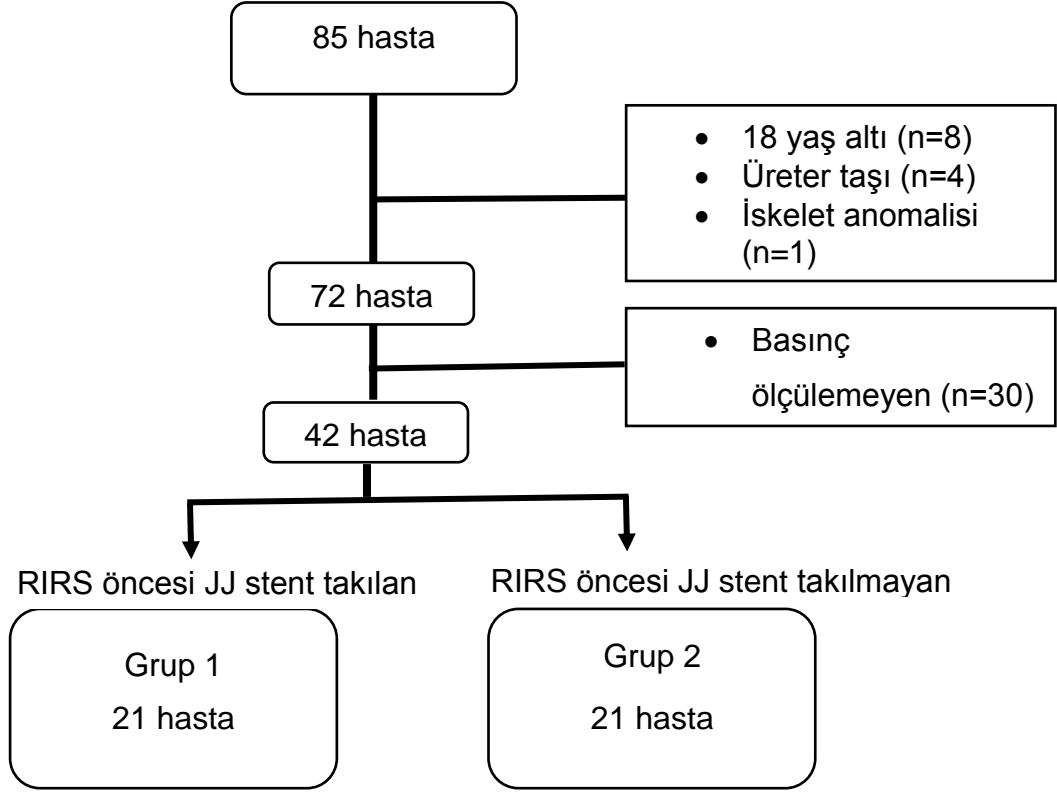 85 hasta
• 18 yaş altı (n=8)
• Üreter taşı (n=4)
• İskelet anomalisi
(n=1)
72 hasta
• Basınç
ölçülemeyen (n=30)
42 hasta
RIRS öncesi JJ stent takılan
RIRS öncesi JJ stent takılmayan
Grup 1
21 hasta
Grup 2
21 hasta